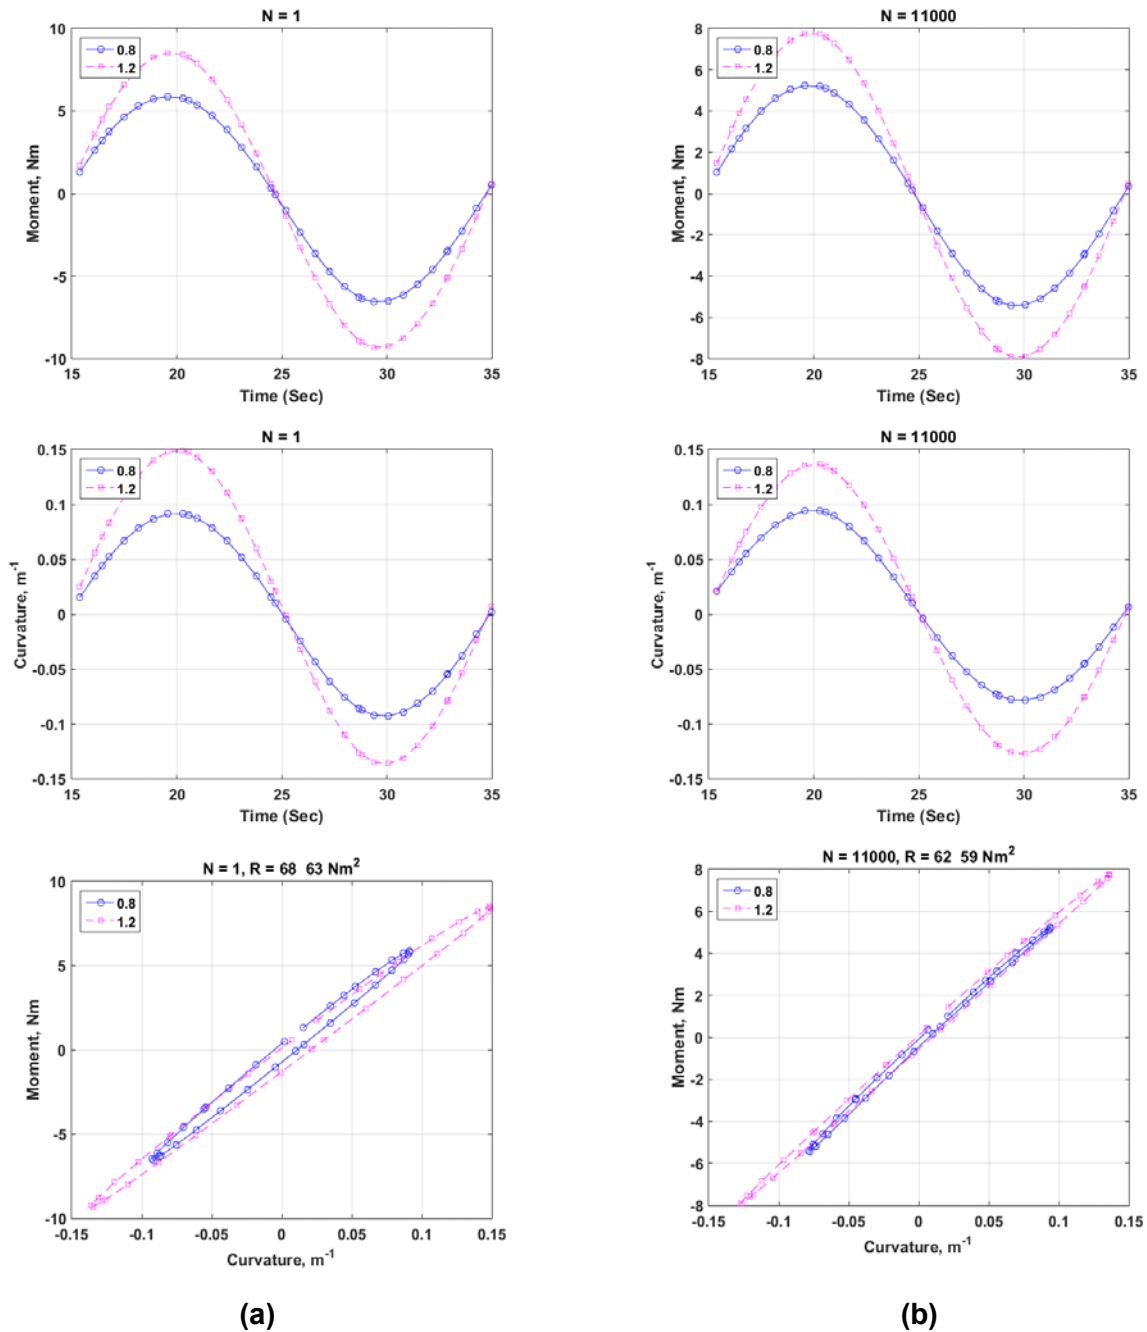 N = 1
10
5
0
-5
-10
Moment, Nm
0.8
1.2
15 20 25 30 35
Time (Sec)
N = 11000
8
6
4
2
0
-2
-4
-6
-8
Moment, Nm
0.8
1.2
15 20 25 30 35
Time (Sec)
N = 1
0.15
0.1
0.05
0
-0.05
-0.1
-0.15
Curvature, m-1
0.8
1.2
15 20 25 30 35
Time (Sec)
N = 11000
0.15
0.1
0.05
0
-0.05
-0.1
-0.15
Curvature, m-1
0.8
1.2
15 20 25 30 35
Time (Sec)
N = 1, R = 68 63 Nm2
10
5
0
-5
-10
Moment, Nm
0.8
1.2
-0.15 -0.1 -0.05 0 0.05 0.1 0.15
Curvature, m-1
N = 11000, R = 62 59 Nm2
8
6
4
2
0
-2
-4
-6
-8
Moment, Nm
0.8
1.2
-0.15 -0.1 -0.05 0 0.05 0.1 0.15
Curvature, m-1
(a)
(b)